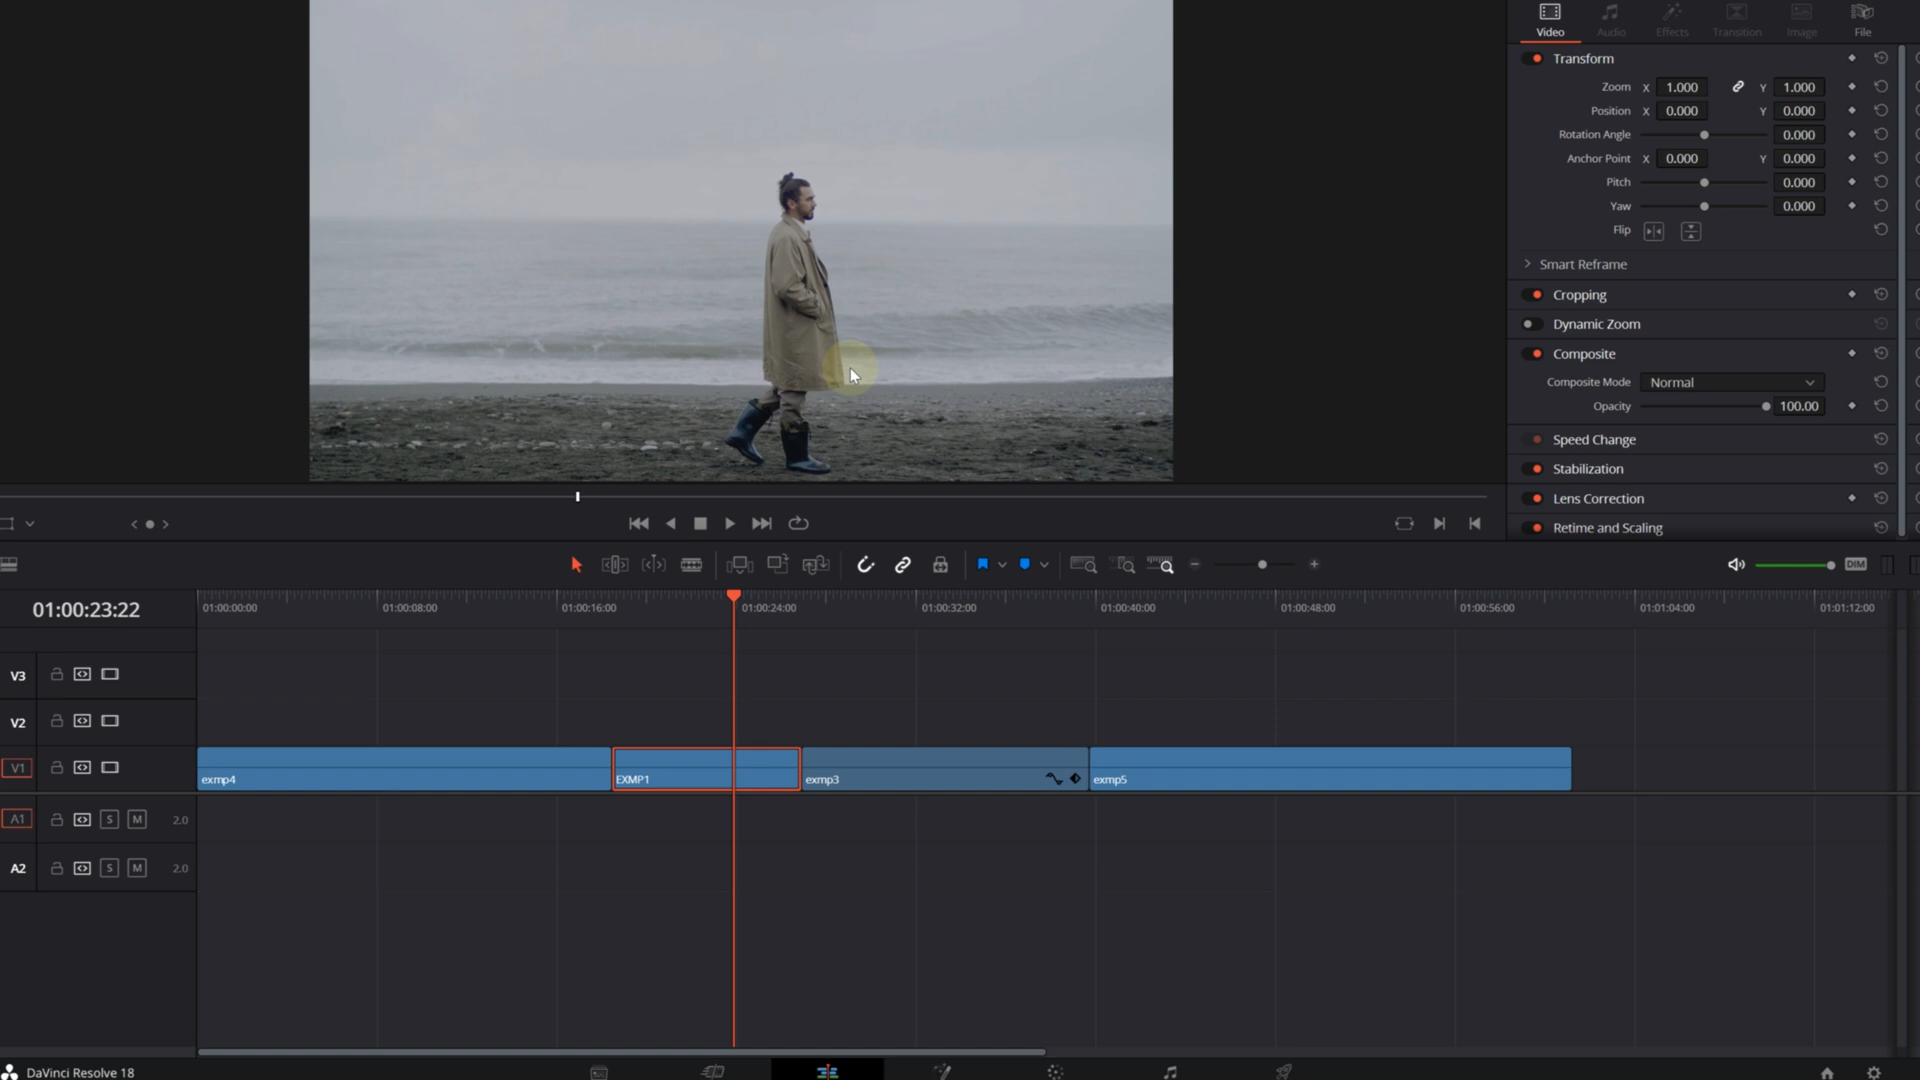 Video Audio Effects Transition Image File
Transform
Zoom X 1.000 Y 1.000
Position X 0.000 Y 0.000
Rotation Angle 0.000
Anchor Point X 0.000 Y 0.000
Pitch 0.000
Yaw 0.000
Flip
Smart Reframe
Cropping
Dynamic Zoom
Composite
Composite Mode Normal
Opacity 100.00
Speed Change
Stabilization
Lens Correction
Retime and Scaling
DIM
01:00:23:22
01:00:00:00 01:00:08:00 01:00:16:00 01:00:24:00 01:00:32:00 01:00:40:00 01:00:48:00 01:00:56:00 01:01:04:00 01:01:12:00
V3
V2
V1
exmp4 EXMP1 exmp3 exmp5
A1 S M 2.0
A2 S M 2.0
DaVinci Resolve 18